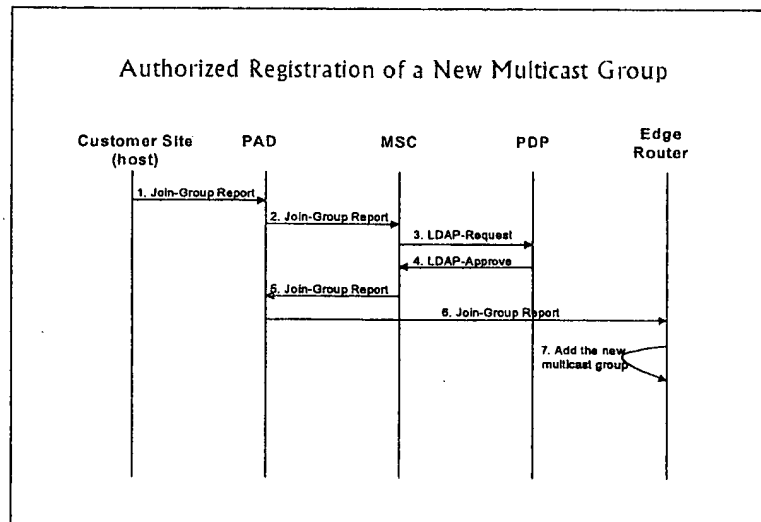 Authorized Registration of a New Multicast Group
Customer Site
(host)
PAD
MSC
PDP
Edge
Router
1. Join-Group Report
2. Join-Group Report
3. LDAP-Request
4. LDAP-Approve
5. Join-Group Report
6. Join-Group Report
7. Add the new
multicast group